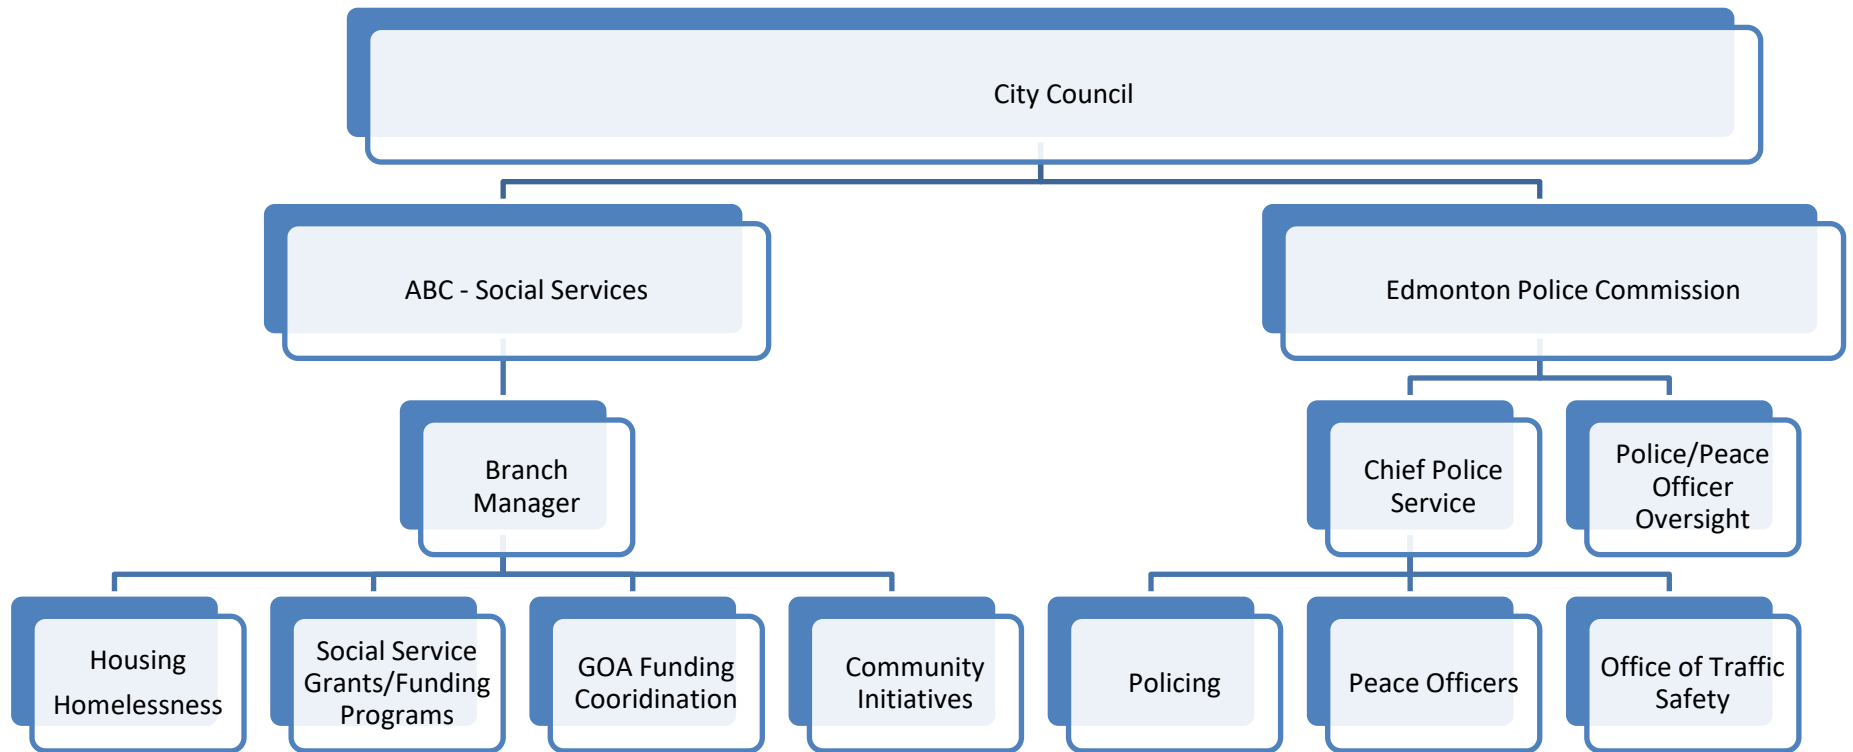 City Council
ABC - Social Services
Edmonton Police Commission
Branch
Manager
Chief Police
Service
Police/Peace
Officer
Oversight
Housing
Homelessness
Social Service
Grants/Funding
Programs
GOA Funding
Cooridination
Community
Initiatives
Policing
Peace Officers
Office of Traffic
Safety